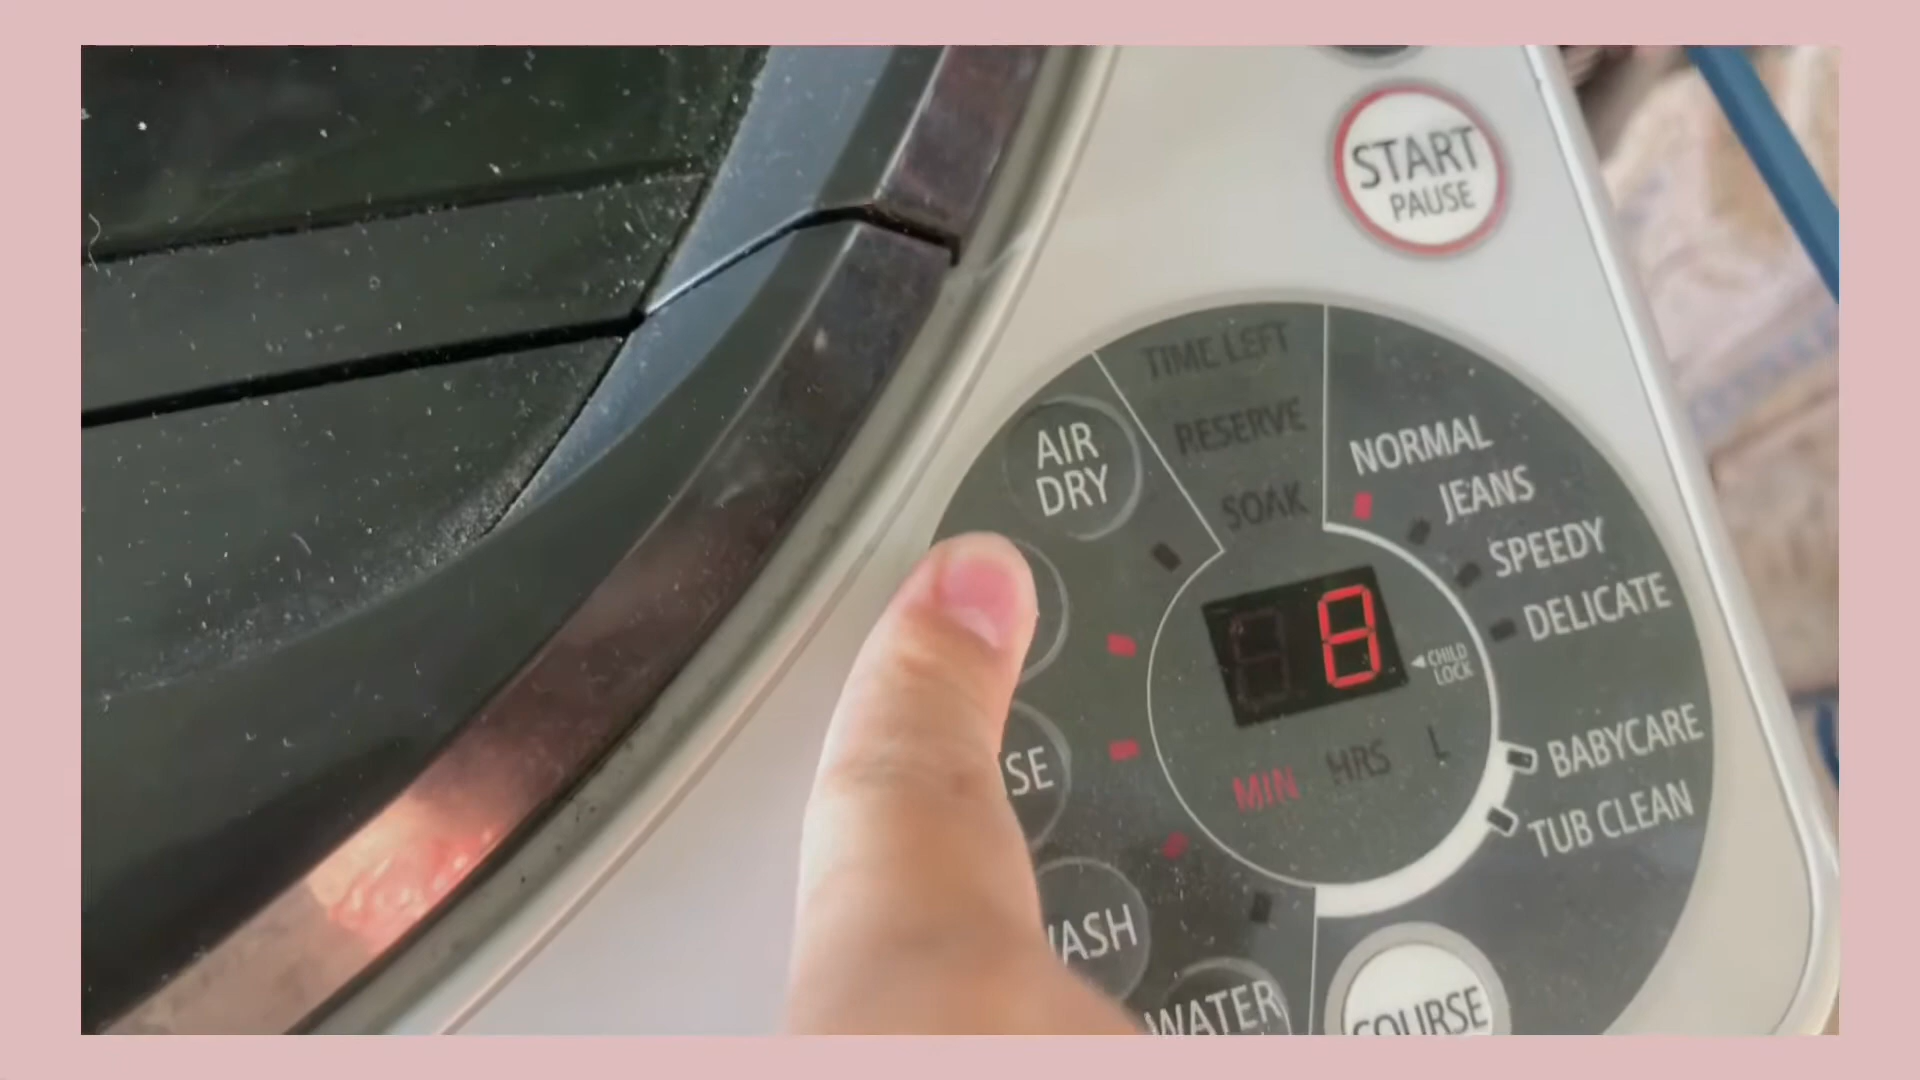 START
PAUSE
TIME LEFT
RESERVE
SOAK
AIR
DRY
NORMAL
JEANS
SPEEDY
DELICATE
8
CHILD
LOCK
MIN HRS L
BABYCARE
TUB CLEAN
SE
WASH
WATER
COURSE